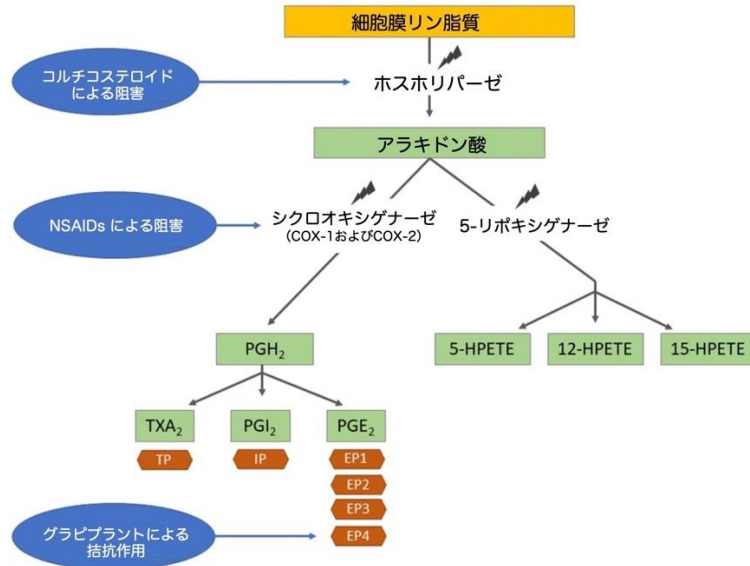 細胞膜リン脂質
コルチコステロイド
による阻害
ホスホリパーゼ
アラキドン酸
NSAIDs による阻害
シクロオキシゲナーゼ
(COX-1およびCOX-2)
5-リポキシゲナーゼ
PGH₂
5-HPETE
12-HPETE
15-HPETE
TXA₂
PGI₂
PGE₂
TP
IP
EP1
EP2
EP3
EP4
グラピプラントによる
拮抗作用